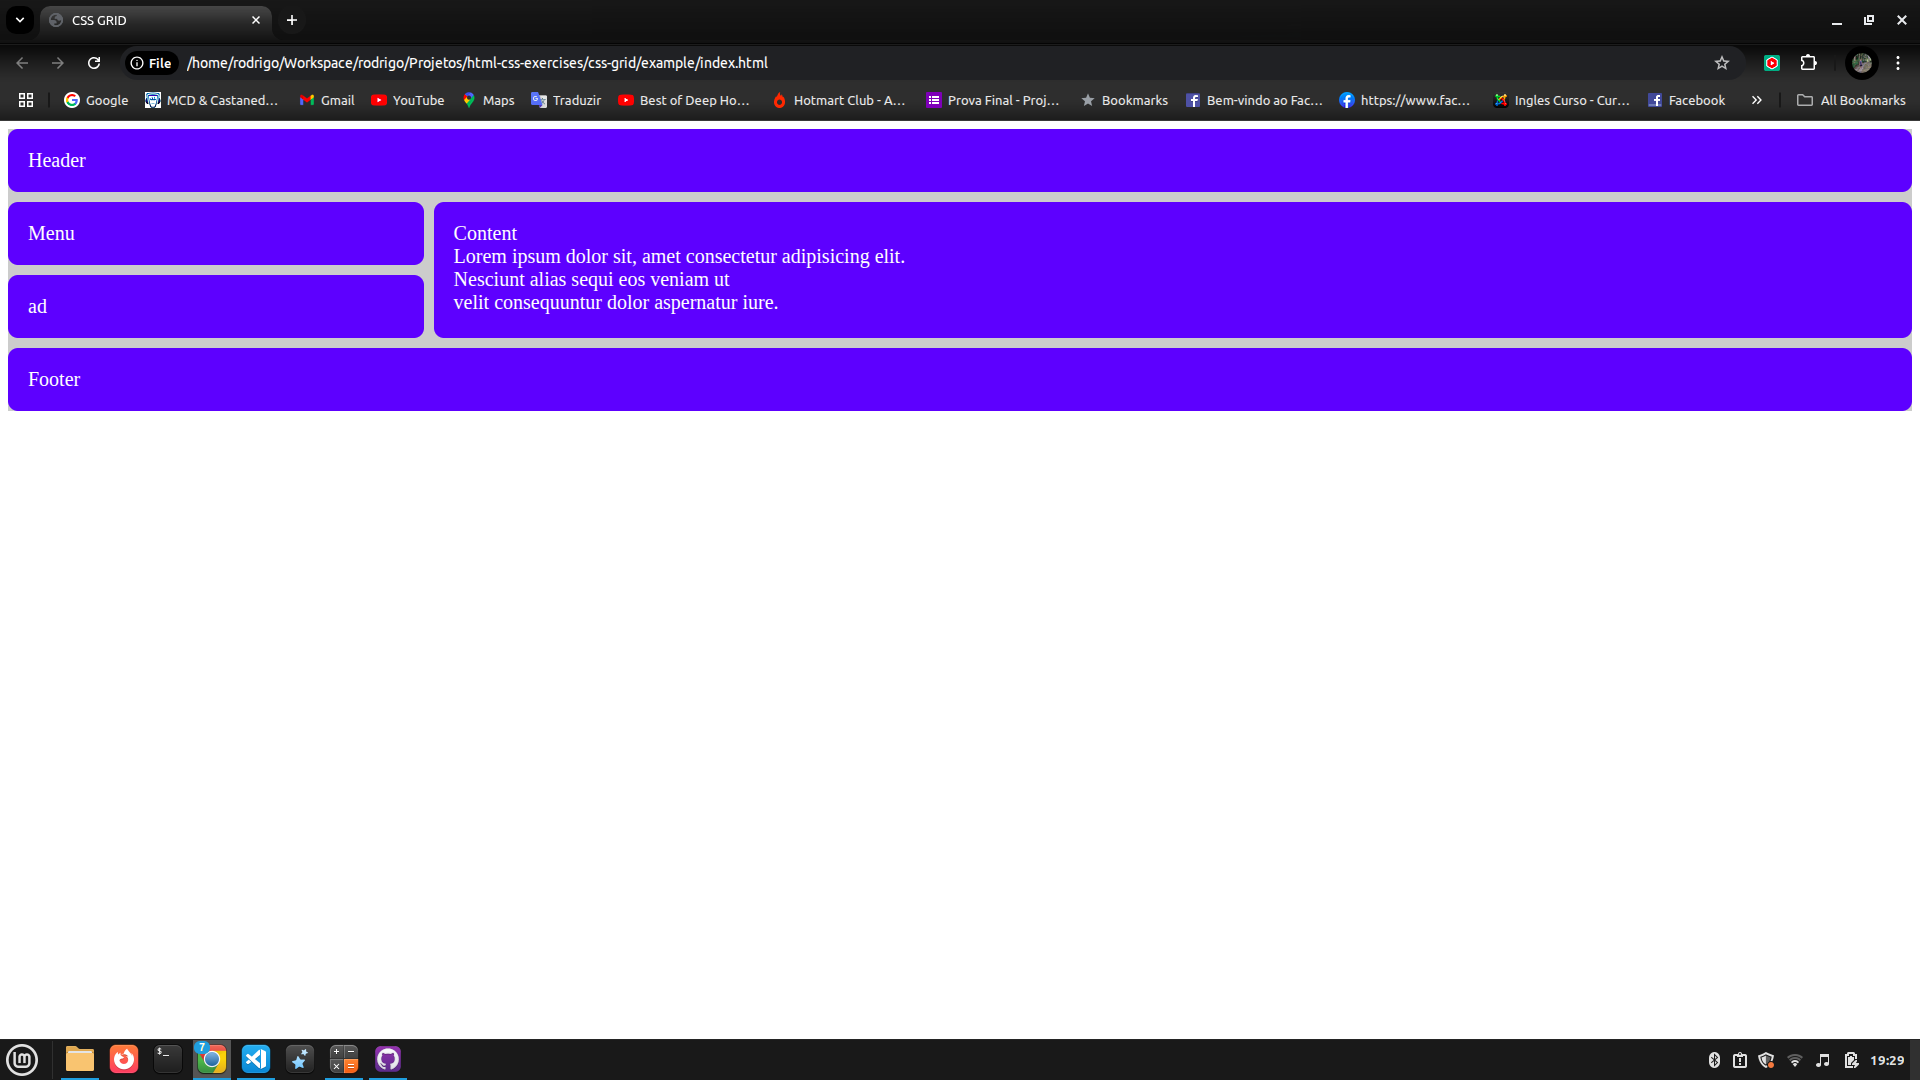 CSS GRID
File /home/rodrigo/Workspace/rodrigo/Projetos/html-css-exercises/css-grid/example/index.html
Google MCD & Castaned... Gmail YouTube Maps Traduzir Best of Deep Ho... Hotmart Club - A... Prova Final - Proj... Bookmarks Bem-vindo ao Fac... https://www.fac... Ingles Curso - Cur... Facebook » All Bookmarks
Header
Menu
Content
Lorem ipsum dolor sit, amet consectetur adipisicing elit.
Nesciunt alias sequi eos veniam ut
velit consequuntur dolor aspernatur iure.
ad
Footer
7
19:29